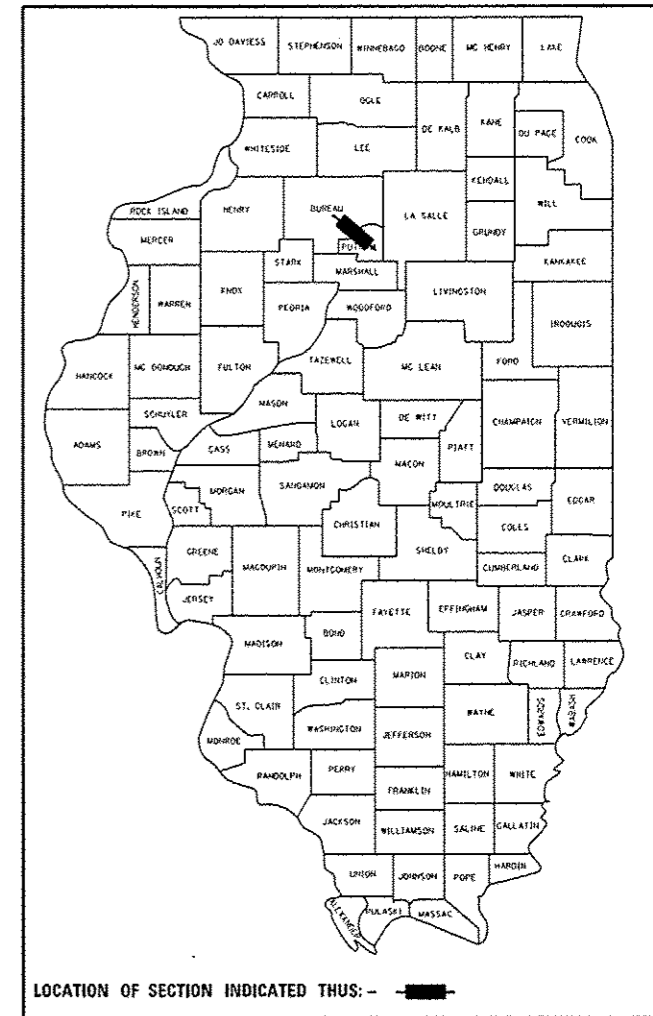 JO DAVIESS STEPHENSON WINNEBAGO BOONE MC HENRY LAKE
CARROLL OGLE
DE KALB KANE DU PAGE COOK
WHITESIDE LEE
KENDALL WILL
ROCK ISLAND HENRY BUREAU LA SALLE GRUNDY
MERCER PUTNAM KANKAKEE
STARK MARSHALL
HENDERSON WARREN KNOX PEORIA WOODFORD LIVINGSTON IROQUOIS
HANCOCK MC DONOUGH FULTON TAZEWELL MC LEAN FORD
MASON
SCHUYLER LOGAN DE WITT CHAMPAIGN VERMILION
ADAMS BROWN CASS MENARD PIATT
MACON
MORGAN SANGAMON DOUGLAS
PIKE SCOTT MOULTRIE EDGAR
CHRISTIAN COLES
GREENE SHELBY
CALHOUN MACOUPIN MONTGOMERY CUMBERLAND CLARK
JERSEY FAYETTE EFFINGHAM JASPER CRAWFORD
MADISON BOND
CLAY RICHLAND LAWRENCE
CLINTON MARION
ST. CLAIR WAYNE EDWARDS WABASH
MONROE WASHINGTON JEFFERSON
RANDOLPH PERRY HAMILTON WHITE
FRANKLIN
JACKSON WILLIAMSON SALINE GALLATIN
UNION JOHNSON POPE HARDIN
ALEXANDER PULASKI MASSAC
LOCATION OF SECTION INDICATED THUS: -